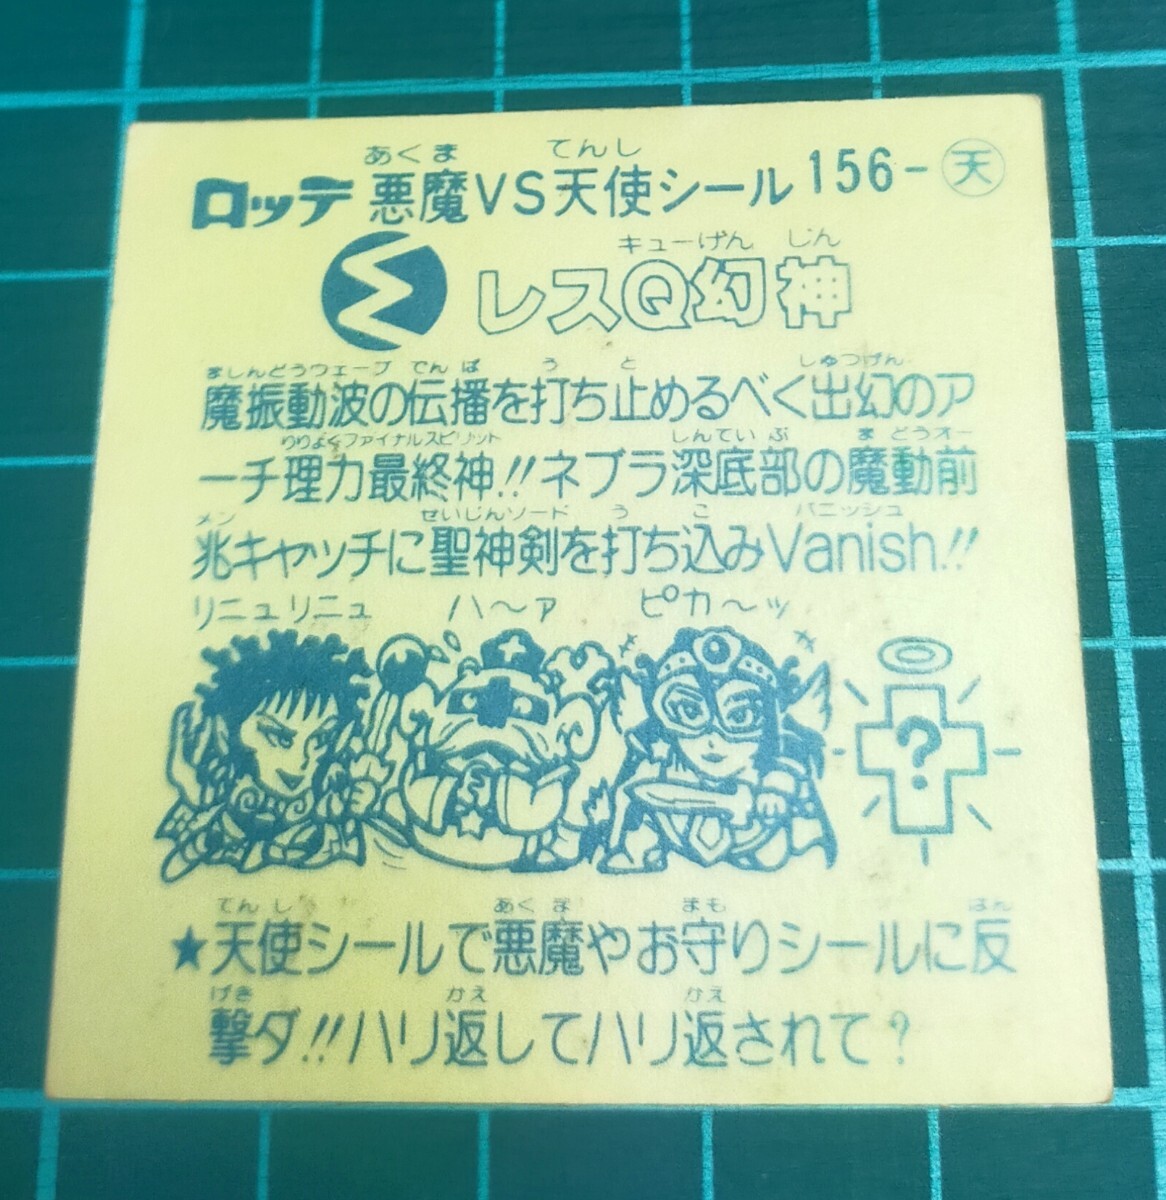 あくま てんし
ロッテ 悪魔VS天使シール 156-天
キューげん じん
レスQ幻神
ましんどうウェーブ でんぱ う と しゅつげん
魔振動波の伝播を打ち止めるべく出幻のア
りりょくファイナルスピリット しんていぶ まどうオー
ーチ理力最終神!!ネブラ深底部の魔動前
メン せいじんソード う こ バニッシュ
兆キャッチに聖神剣を打ち込みVanish!!
リニュリニュ ハ〜ァ ピカ〜ッ
?
てんし あくま まも はん
★天使シールで悪魔やお守りシールに反
げき かえ かえ
撃ダ!!ハリ返してハリ返されて?